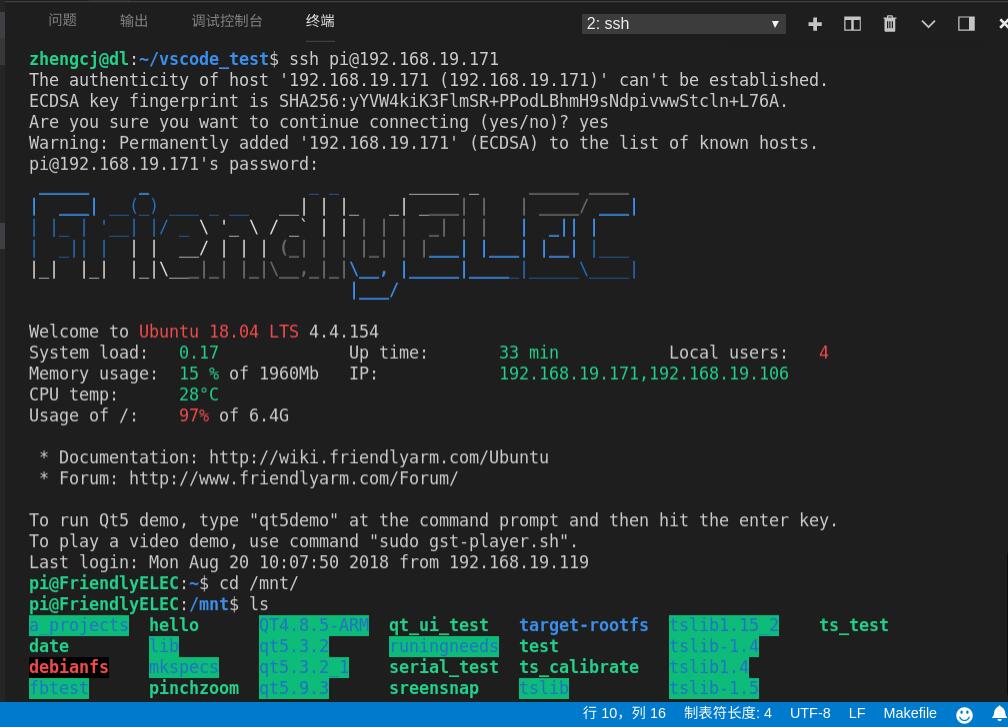 问题 输出 调试控制台 终端 2: ssh
zhengcj@dl:~/vscode_test$ ssh pi@192.168.19.171
The authenticity of host '192.168.19.171 (192.168.19.171)' can't be established.
ECDSA key fingerprint is SHA256:yYVW4kiK3FlmSR+PPodLBhmH9sNdpivwwStcln+L76A.
Are you sure you want to continue connecting (yes/no)? yes
Warning: Permanently added '192.168.19.171' (ECDSA) to the list of known hosts.
pi@192.168.19.171's password:
FriendlyELEC
Welcome to Ubuntu 18.04 LTS 4.4.154
System load: 0.17 Up time: 33 min Local users: 4
Memory usage: 15 % of 1960Mb IP: 192.168.19.171,192.168.19.106
CPU temp: 28°C
Usage of /: 97% of 6.4G
* Documentation: http://wiki.friendlyarm.com/Ubuntu
* Forum: http://www.friendlyarm.com/Forum/
To run Qt5 demo, type "qt5demo" at the command prompt and then hit the enter key.
To play a video demo, use command "sudo gst-player.sh".
Last login: Mon Aug 20 10:07:50 2018 from 192.168.19.119
pi@FriendlyELEC:~$ cd /mnt/
pi@FriendlyELEC:/mnt$ ls
a_projects hello QT4.8.5-ARM qt_ui_test target-rootfs tslib1.15_2 ts_test
date lib qt5.3.2 runingneeds test tslib-1.4
debianfs mkspecs qt5.3.2_1 serial_test ts_calibrate tslib1.4
fbtest pinchzoom qt5.9.3 sreensnap tslib tslib-1.5
行 10，列 16 制表符长度: 4 UTF-8 LF Makefile